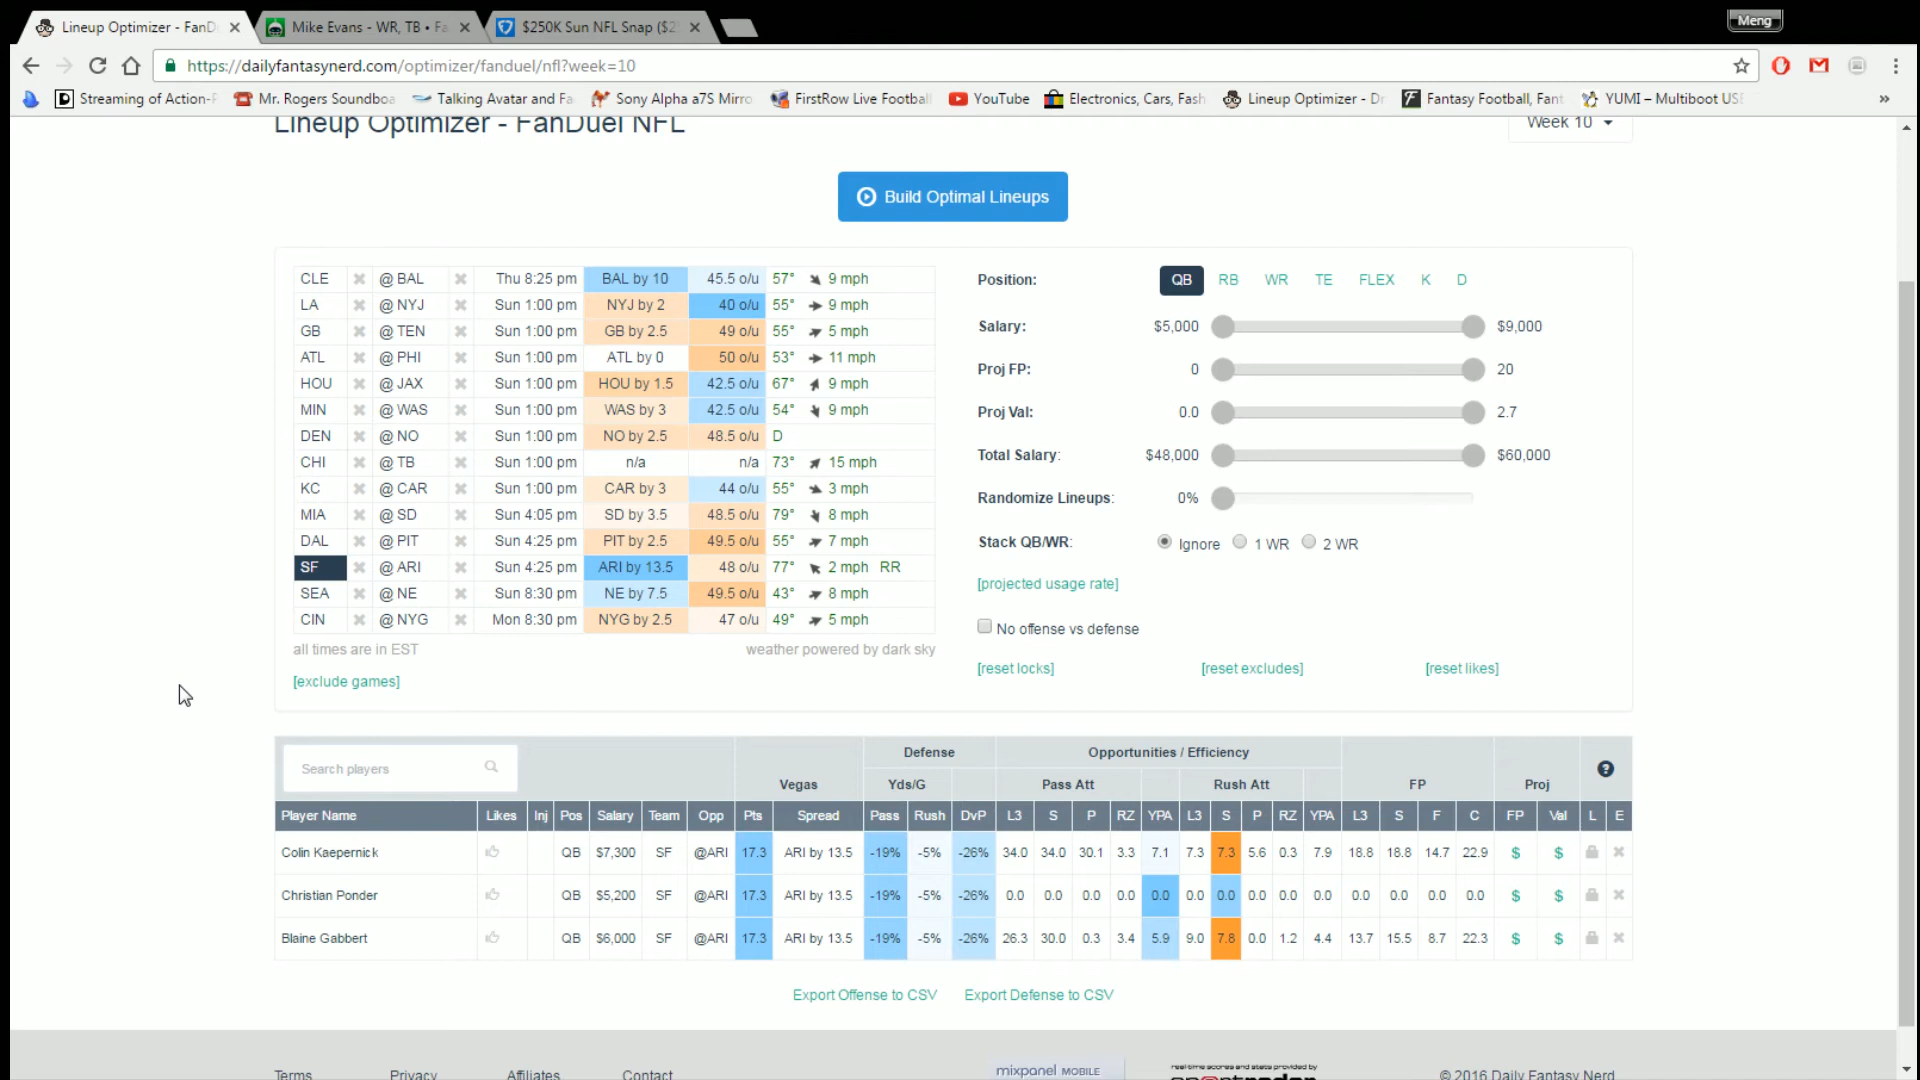 Meng
Lineup Optimizer - FanD
Mike Evans - WR, TB • Fa
$250K Sun NFL Snap ($2
https://dailyfantasynerd.com/optimizer/fanduel/nfl?week=10
Streaming of Action-F
Mr. Rogers Soundboa
Talking Avatar and Fa
Sony Alpha a7S Mirro
FirstRow Live Football
YouTube
Electronics, Cars, Fash
Lineup Optimizer - Dr
Fantasy Football, Fant
YUMI – Multiboot USB
»
Lineup Optimizer - FanDuel NFL
Week 10
Build Optimal Lineups
CLE @ BAL Thu 8:25 pm BAL by 10 45.5 o/u 57° 9 mph
LA @ NYJ Sun 1:00 pm NYJ by 2 40 o/u 55° 9 mph
GB @ TEN Sun 1:00 pm GB by 2.5 49 o/u 55° 5 mph
ATL @ PHI Sun 1:00 pm ATL by 0 50 o/u 53° 11 mph
HOU @ JAX Sun 1:00 pm HOU by 1.5 42.5 o/u 67° 9 mph
MIN @ WAS Sun 1:00 pm WAS by 3 42.5 o/u 54° 9 mph
DEN @ NO Sun 1:00 pm NO by 2.5 48.5 o/u D
CHI @ TB Sun 1:00 pm n/a n/a 73° 15 mph
KC @ CAR Sun 1:00 pm CAR by 3 44 o/u 55° 3 mph
MIA @ SD Sun 4:05 pm SD by 3.5 48.5 o/u 79° 8 mph
DAL @ PIT Sun 4:25 pm PIT by 2.5 49.5 o/u 55° 7 mph
SF @ ARI Sun 4:25 pm ARI by 13.5 48 o/u 77° 2 mph RR
SEA @ NE Sun 8:30 pm NE by 7.5 49.5 o/u 43° 8 mph
CIN @ NYG Mon 8:30 pm NYG by 2.5 47 o/u 49° 5 mph
all times are in EST
weather powered by dark sky
[exclude games]
Position: QB RB WR TE FLEX K D
Salary: $5,000 $9,000
Proj FP: 0 20
Proj Val: 0.0 2.7
Total Salary: $48,000 $60,000
Randomize Lineups: 0%
Stack QB/WR: Ignore 1 WR 2 WR
[projected usage rate]
No offense vs defense
[reset locks] [reset excludes] [reset likes]
Search players
Defense Opportunities / Efficiency
Vegas Yds/G Pass Att Rush Att FP Proj
Player Name Likes Inj Pos Salary Team Opp Pts Spread Pass Rush DvP L3 S P RZ YPA L3 S P RZ YPA L3 S F C FP Val L E
Colin Kaepernick QB $7,300 SF @ARI 17.3 ARI by 13.5 -19% -5% -26% 34.0 34.0 30.1 3.3 7.1 7.3 7.3 5.6 0.3 7.9 18.8 18.8 14.7 22.9 $ $
Christian Ponder QB $5,200 SF @ARI 17.3 ARI by 13.5 -19% -5% -26% 0.0 0.0 0.0 0.0 0.0 0.0 0.0 0.0 0.0 0.0 0.0 0.0 0.0 0.0 $ $
Blaine Gabbert QB $6,000 SF @ARI 17.3 ARI by 13.5 -19% -5% -26% 26.3 30.0 0.3 3.4 5.9 9.0 7.8 0.0 1.2 4.4 13.7 15.5 8.7 22.3 $ $
Export Offense to CSV Export Defense to CSV
Terms Privacy Affiliates Contact
mixpanel MOBILE
real-time scores and stats provided by
© 2016 Daily Fantasy Nerd